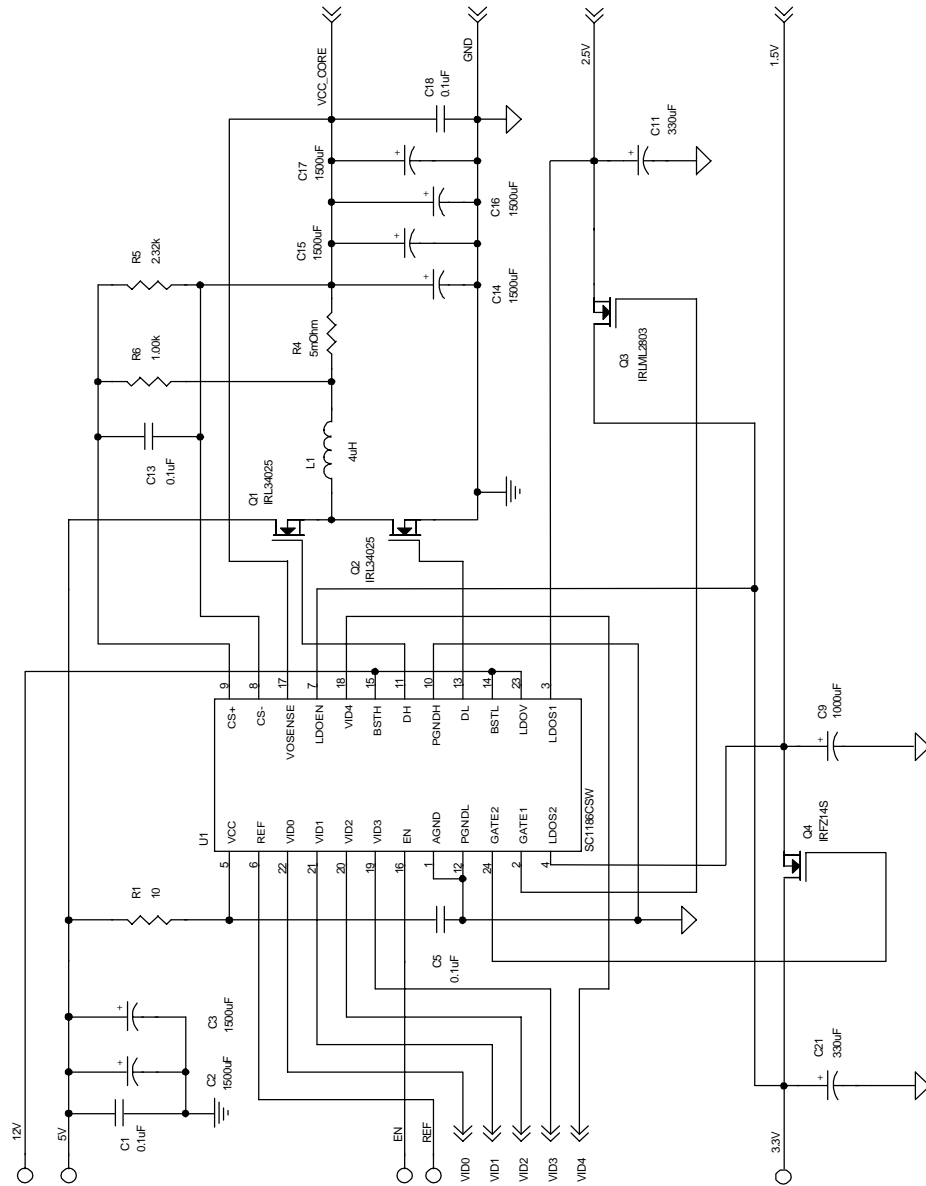 12V
5V
C1
0.1uF
C2
1500uF
C3
1500uF
R1
10
EN
REF
VID0
VID1
VID2
VID3
VID4
U1
5
VCC
6
REF
22
VID0
21
VID1
20
VID2
19
VID3
16
EN
1
AGND
12
PGNDL
24
GATE2
2
GATE1
4
LDOS2
CS+
9
CS-
8
VOSENSE
17
LDOEN
7
VID4
18
BSTH
15
DH
11
PGNDH
10
DL
13
BSTL
14
LDOV
23
LDOS1
3
SC1186CSW
C5
0.1uF
C13
0.1uF
R6
1.00k
R5
2.32k
Q1
IRL34025
Q2
IRL34025
L1
4uH
R4
5mOhm
C14
1500uF
C15
1500uF
C16
1500uF
C17
1500uF
C18
0.1uF
VCC_CORE
GND
Q3
IRLML2803
C11
330uF
2.5V
3.3V
C21
330uF
Q4
IRFZ14S
C9
1000uF
1.5V